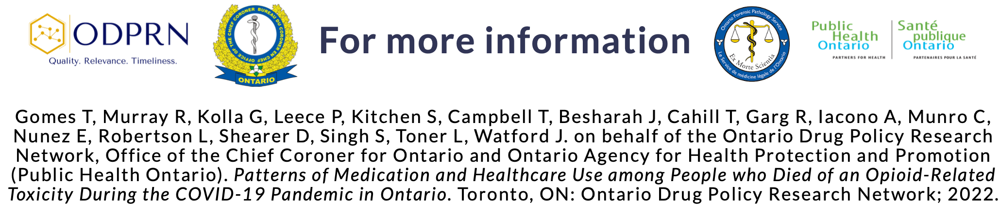 ODPRN
Quality. Relevance. Timeliness.
OFFICE OF THE CHIEF CORONER BUREAU DU CORONER EN CHEF
ONTARIO
For more information
Ontario Forensic Pathology Service
Ex Morte Scientia
Le Service de médecine légale de l'Ontario
Public
Health
Ontario
PARTNERS FOR HEALTH
Santé
publique
Ontario
PARTENAIRES POUR LA SANTÉ
Gomes T, Murray R, Kolla G, Leece P, Kitchen S, Campbell T, Besharah J, Cahill T, Garg R, Iacono A, Munro C,
Nunez E, Robertson L, Shearer D, Singh S, Toner L, Watford J. on behalf of the Ontario Drug Policy Research
Network, Office of the Chief Coroner for Ontario and Ontario Agency for Health Protection and Promotion
(Public Health Ontario). Patterns of Medication and Healthcare Use among People who Died of an Opioid-Related
Toxicity During the COVID-19 Pandemic in Ontario. Toronto, ON: Ontario Drug Policy Research Network; 2022.